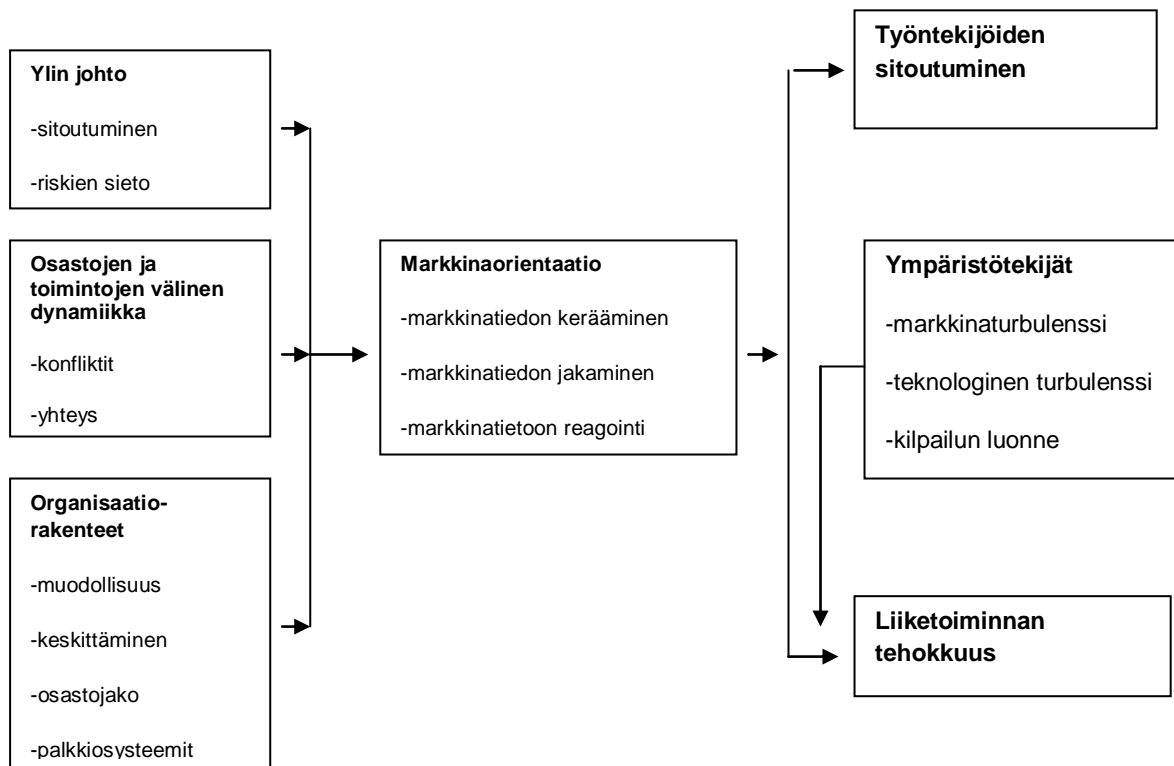 Ylin johto
-sitoutuminen
-riskien sieto
Osastojen ja
toimintojen välinen
dynamiikka
-konfliktit
-yhteys
Organisaatio-
rakenteet
-muodollisuus
-keskittäminen
-osastojako
-palkkiosysteemit
Markkinaorientaatio
-markkinatiedon kerääminen
-markkinatiedon jakaminen
-markkinatietoon reagointi
Työntekijöiden
sitoutuminen
Ympäristötekijät
-markkinaturbulenssi
-teknologinen turbulenssi
-kilpailun luonne
Liiketoiminnan
tehokkuus